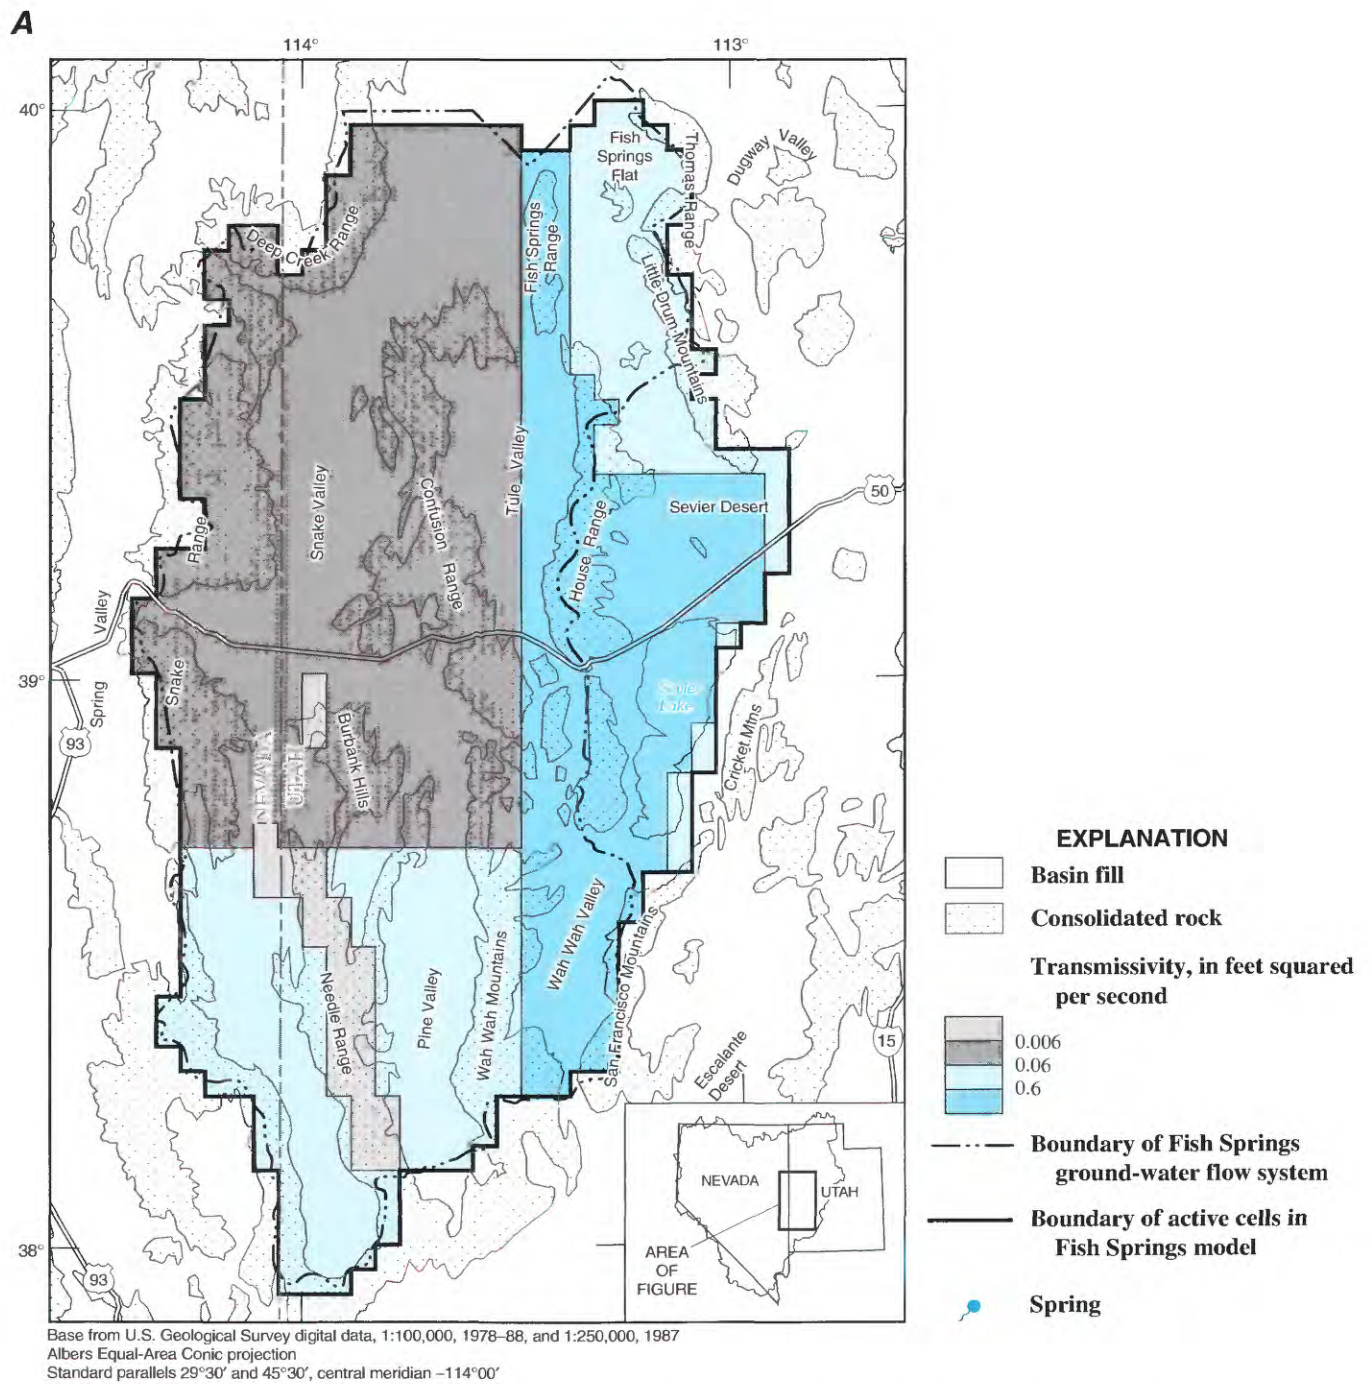 A
114°
113°
40°
Fish
Springs
Flat
Thomas Range
Dugway Valley
Deep Creek Range
Fish Springs
Range
Little Drum Mountains
Snake Valley
Confusion Range
Tule Valley
House Range
Sevier Desert
50
Range
Valley
Spring
Snake
39°
93
NEVADA
UTAH
Burbank Hills
Sevier
Lake
Cricket Mtns
Needle Range
Pine Valley
Wah Wah Mountains
Wah Wah Valley
San Francisco Mountains
Escalante
Desert
15
38°
93
NEVADA
UTAH
AREA
OF
FIGURE
EXPLANATION
Basin fill
Consolidated rock
Transmissivity, in feet squared
per second
0.006
0.06
0.6
Boundary of Fish Springs
ground-water flow system
Boundary of active cells in
Fish Springs model
Spring
Base from U.S. Geological Survey digital data, 1:100,000, 1978–88, and 1:250,000, 1987
Albers Equal-Area Conic projection
Standard parallels 29°30′ and 45°30′, central meridian –114°00′